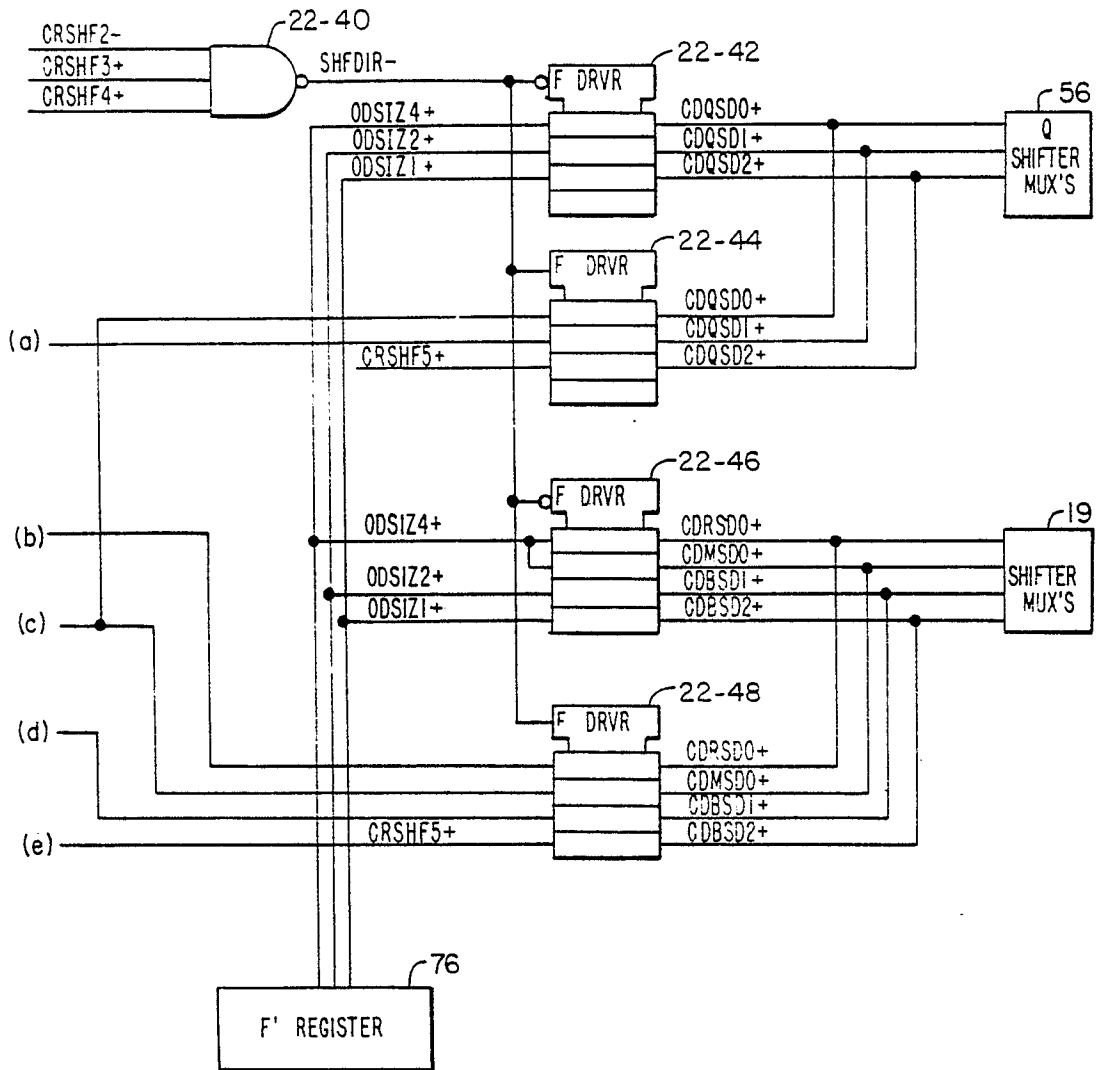 22-40
CRSHF2-
CRSHF3+
CRSHF4+
SHFDIR-
22-42
F DRVR
ODSIZ4+
ODSIZ2+
ODSIZ1+
CDQSD0+
CDQSD1+
CDQSD2+
56
Q
SHIFTER
MUX'S
22-44
F DRVR
(a)
CRSHF5+
CDQSD0+
CDQSD1+
CDQSD2+
22-46
F DRVR
(b)
ODSIZ4+
ODSIZ2+
ODSIZ1+
CDRSD0+
CDMSD0+
CDBSD1+
CDBSD2+
19
SHIFTER
MUX'S
(c)
22-48
F DRVR
(d)
(e)
CRSHF5+
CDRSD0+
CDMSD0+
CDBSD1+
CDBSD2+
76
F' REGISTER